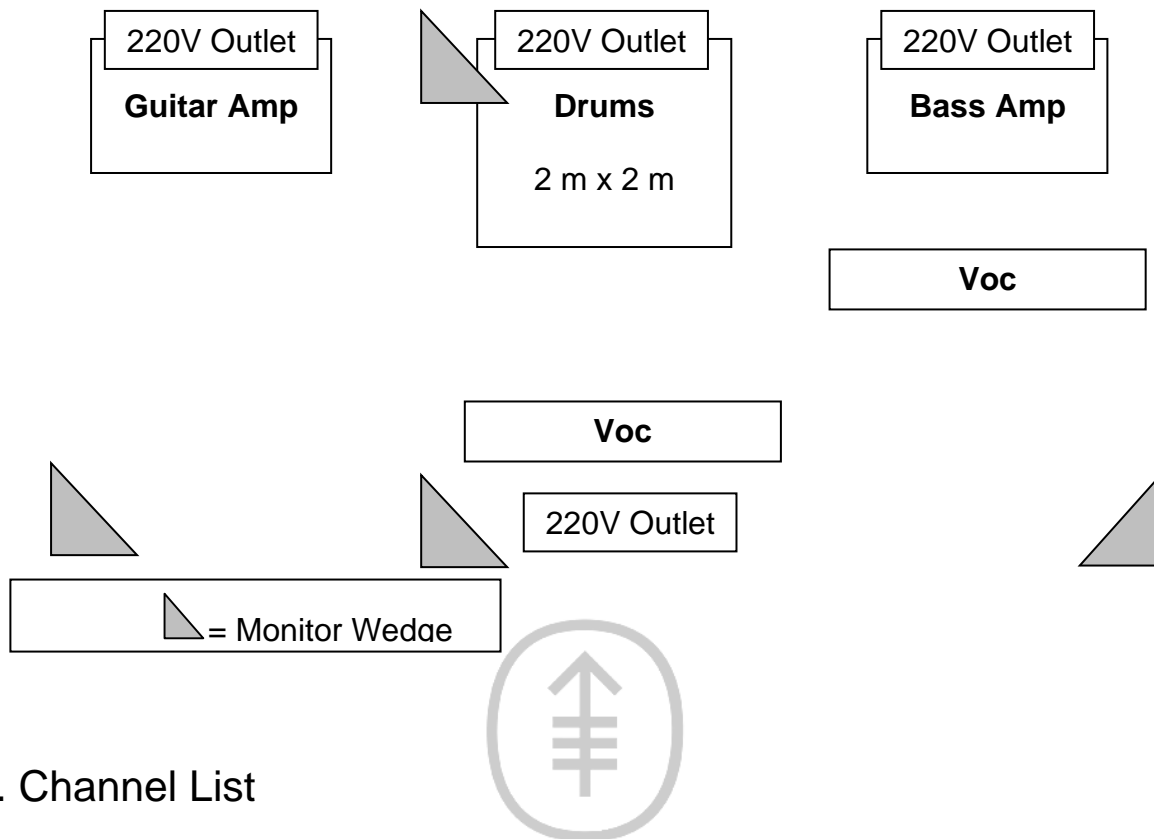 220V Outlet
220V Outlet
220V Outlet
Guitar Amp
Drums
Bass Amp
2 m x 2 m
Voc
Voc
220V Outlet
= Monitor Wedge
. Channel List